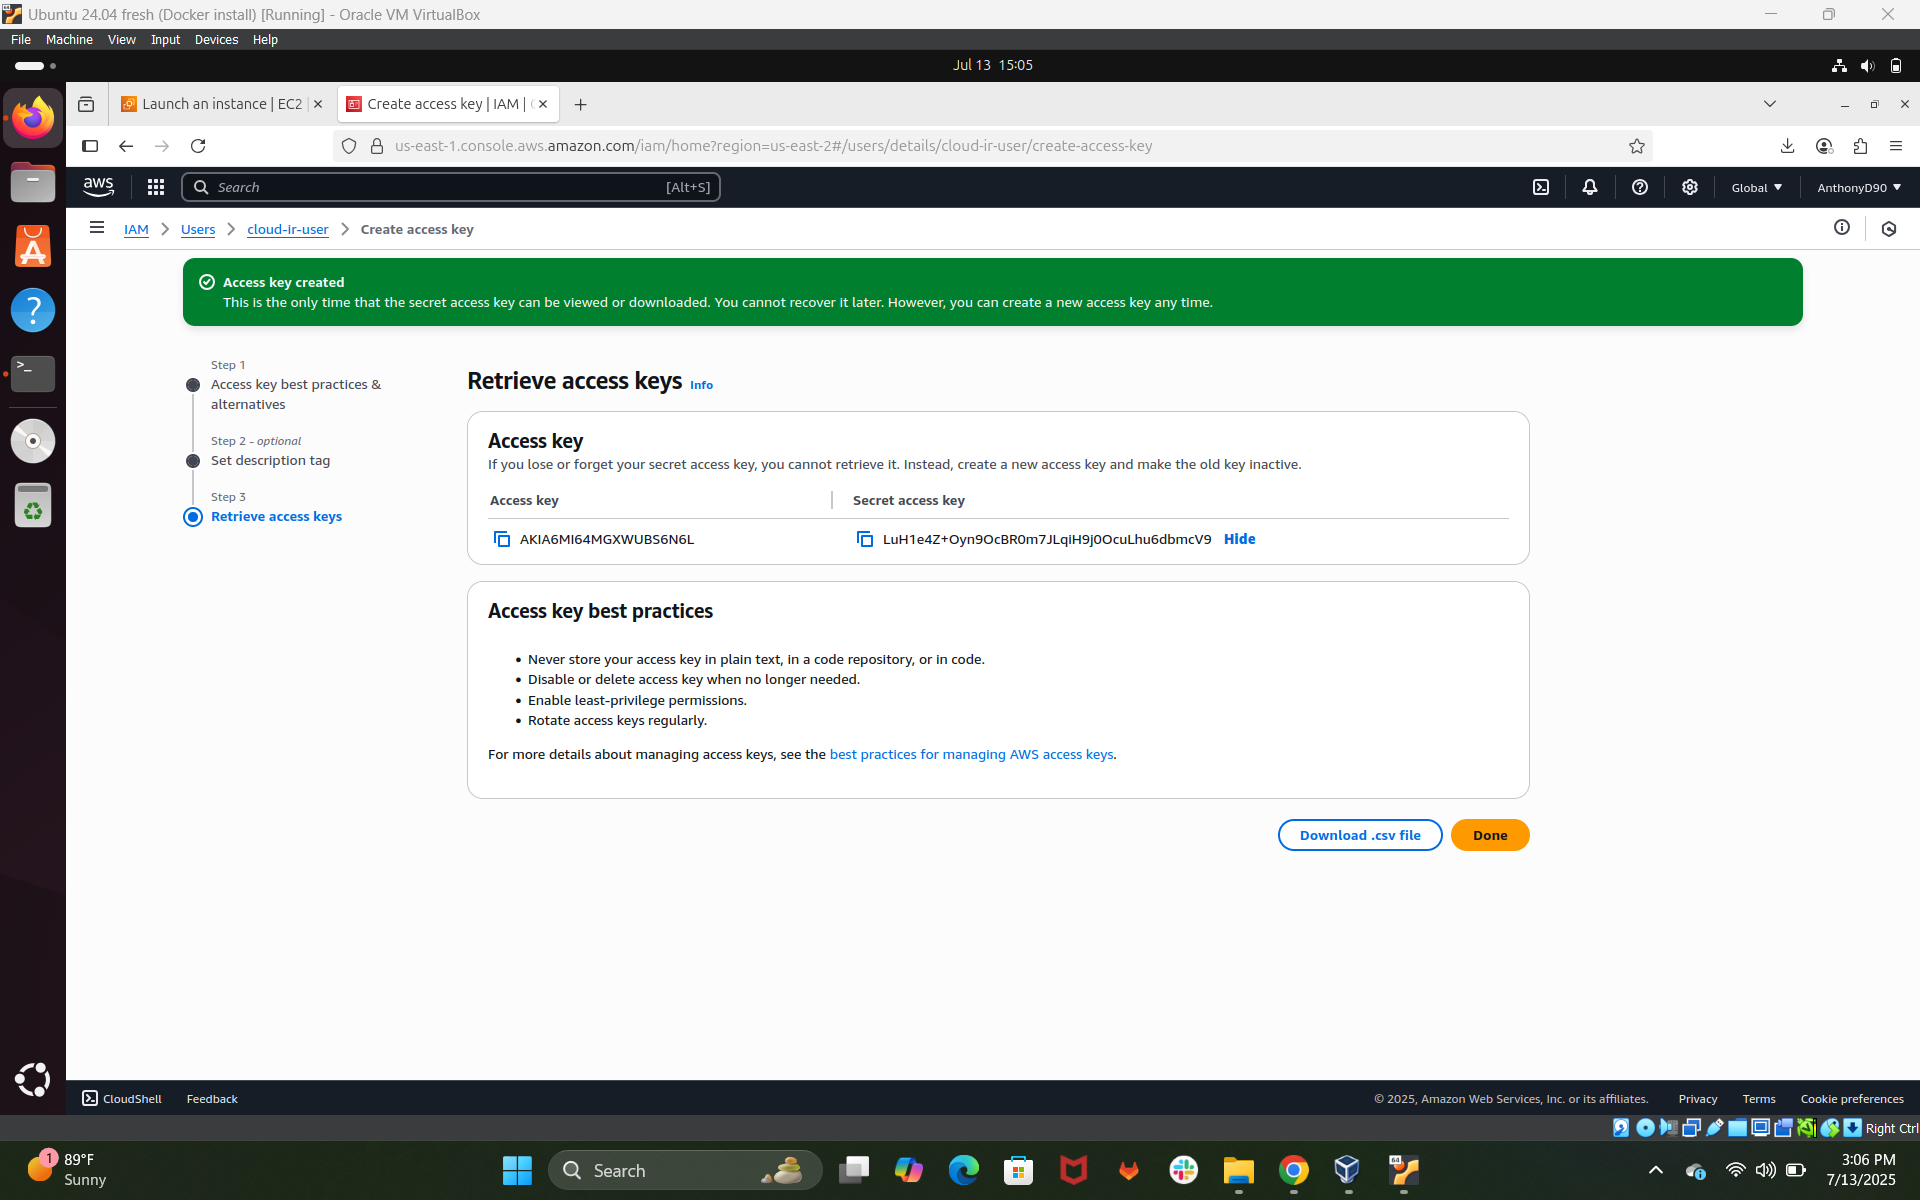 Ubuntu 24.04 fresh (Docker install) [Running] - Oracle VM VirtualBox
File Machine View Input Devices Help
Jul 13 15:05
Launch an instance | EC2
Create access key | IAM |
us-east-1.console.aws.amazon.com/iam/home?region=us-east-2#/users/details/cloud-ir-user/create-access-key
aws
Search [Alt+S]
Global
AnthonyD90
IAM > Users > cloud-ir-user > Create access key
Access key created
This is the only time that the secret access key can be viewed or downloaded. You cannot recover it later. However, you can create a new access key any time.
Step 1
Access key best practices &
alternatives
Step 2 - optional
Set description tag
Step 3
Retrieve access keys
Retrieve access keys Info
Access key
If you lose or forget your secret access key, you cannot retrieve it. Instead, create a new access key and make the old key inactive.
Access key
Secret access key
AKIA6MI64MGXWUBS6N6L
LuH1e4Z+Oyn9OcBR0m7JLqiH9j0OcuLhu6dbmcV9 Hide
Access key best practices
• Never store your access key in plain text, in a code repository, or in code.
• Disable or delete access key when no longer needed.
• Enable least-privilege permissions.
• Rotate access keys regularly.
For more details about managing access keys, see the best practices for managing AWS access keys.
Download .csv file
Done
CloudShell Feedback
© 2025, Amazon Web Services, Inc. or its affiliates. Privacy Terms Cookie preferences
Right Ctrl
1
89°F
Sunny
Search
64
3:06 PM
7/13/2025